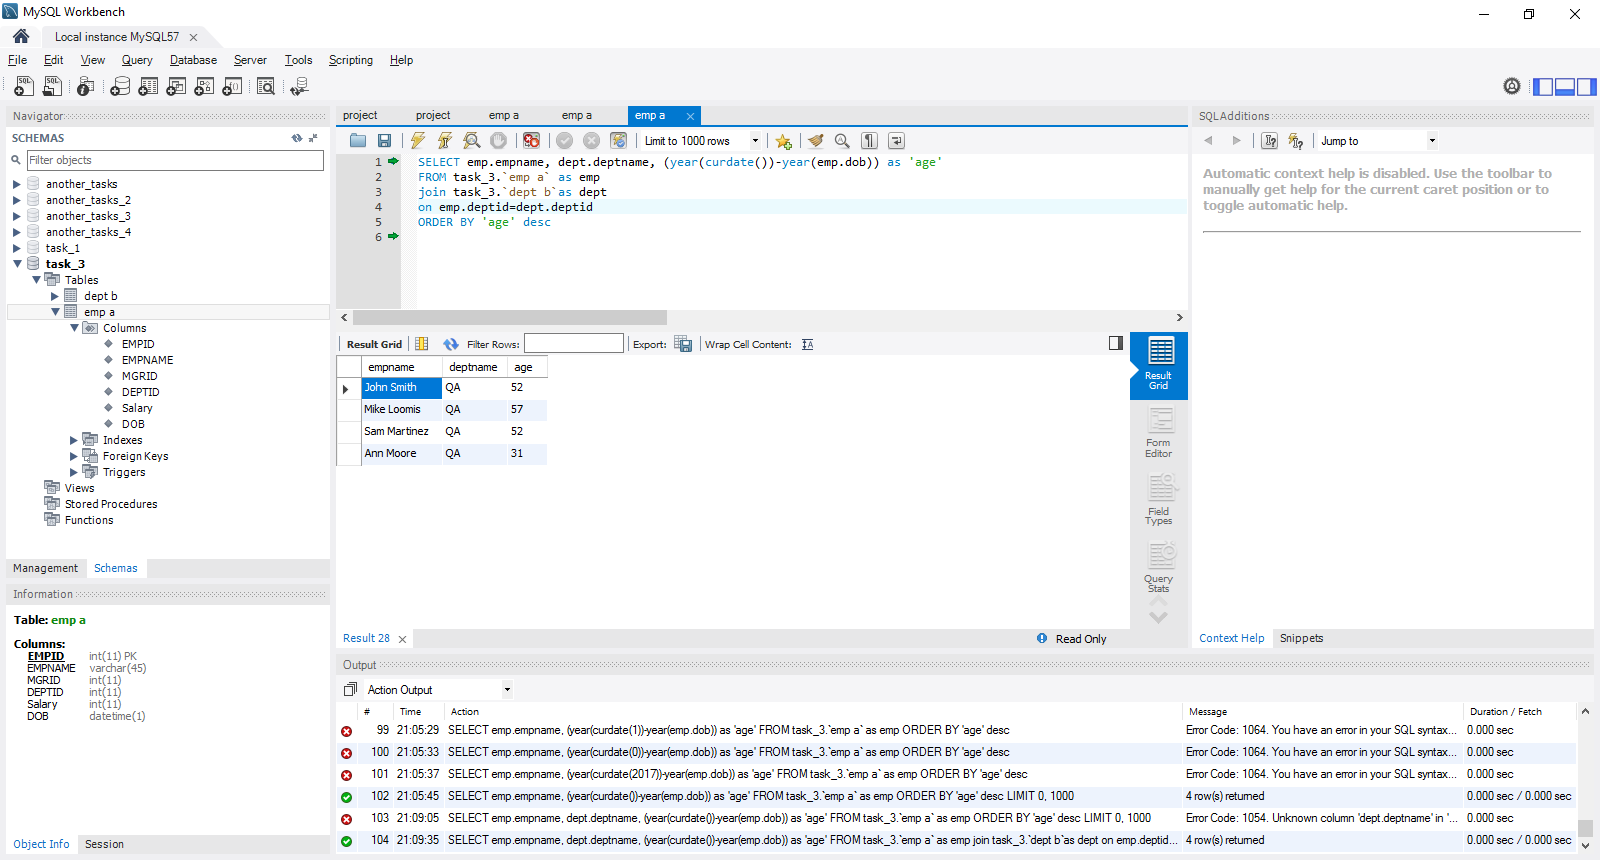 MySQL Workbench
Local instance MySQL57
File Edit View Query Database Server Tools Scripting Help
Navigator
SCHEMAS
Filter objects
another_tasks
another_tasks_2
another_tasks_3
another_tasks_4
task_1
task_3
Tables
dept b
emp a
Columns
EMPID
EMPNAME
MGRID
DEPTID
Salary
DOB
Indexes
Foreign Keys
Triggers
Views
Stored Procedures
Functions
Management Schemas
Information
Table: emp a
Columns:
EMPID int(11) PK
EMPNAME varchar(45)
MGRID int(11)
DEPTID int(11)
Salary int(11)
DOB datetime(1)
Object Info Session
project project emp a emp a emp a
Limit to 1000 rows
1 SELECT emp.empname, dept.deptname, (year(curdate())-year(emp.dob)) as 'age'
2 FROM task_3.`emp a` as emp
3 join task_3.`dept b`as dept
4 on emp.deptid=dept.deptid
5 ORDER BY 'age' desc
6
Result Grid Filter Rows: Export: Wrap Cell Content:
empname deptname age
John Smith QA 52
Mike Loomis QA 57
Sam Martinez QA 52
Ann Moore QA 31
Result
Grid
Form
Editor
Field
Types
Query
Stats
Result 28
Read Only
SQLAdditions
Jump to
Automatic context help is disabled. Use the toolbar to
manually get help for the current caret position or to
toggle automatic help.
Context Help Snippets
Output
Action Output
# Time Action Message Duration / Fetch
99 21:05:29 SELECT emp.empname, (year(curdate(1))-year(emp.dob)) as 'age' FROM task_3.`emp a` as emp ORDER BY 'age' desc Error Code: 1064. You have an error in your SQL syntax... 0.000 sec
100 21:05:33 SELECT emp.empname, (year(curdate(0))-year(emp.dob)) as 'age' FROM task_3.`emp a` as emp ORDER BY 'age' desc Error Code: 1064. You have an error in your SQL syntax... 0.000 sec
101 21:05:37 SELECT emp.empname, (year(curdate(2017))-year(emp.dob)) as 'age' FROM task_3.`emp a` as emp ORDER BY 'age' desc Error Code: 1064. You have an error in your SQL syntax... 0.000 sec
102 21:05:45 SELECT emp.empname, (year(curdate())-year(emp.dob)) as 'age' FROM task_3.`emp a` as emp ORDER BY 'age' desc LIMIT 0, 1000 4 row(s) returned 0.000 sec / 0.000 sec
103 21:09:05 SELECT emp.empname, dept.deptname, (year(curdate())-year(emp.dob)) as 'age' FROM task_3.`emp a` as emp ORDER BY 'age' desc LIMIT 0, 1000 Error Code: 1054. Unknown column 'dept.deptname' in '... 0.000 sec
104 21:09:35 SELECT emp.empname, dept.deptname, (year(curdate())-year(emp.dob)) as 'age' FROM task_3.`emp a` as emp join task_3.`dept b`as dept on emp.deptid... 4 row(s) returned 0.000 sec / 0.000 sec